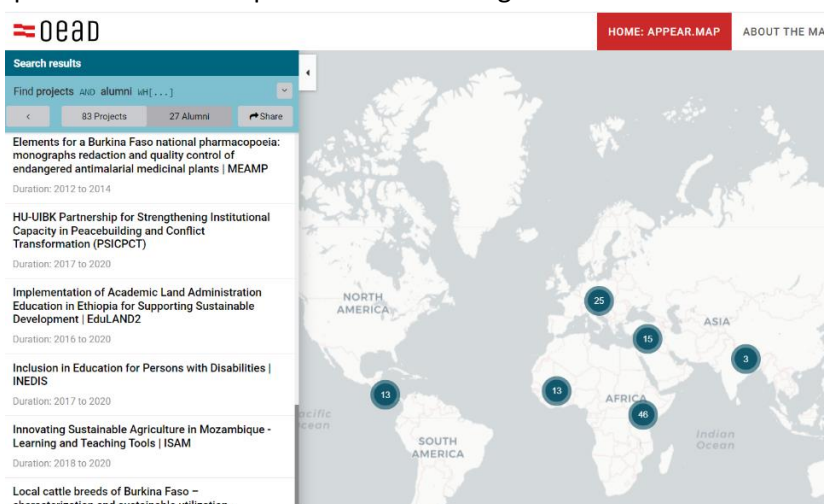 oead
HOME: APPEAR.MAP
ABOUT THE MA
Search results
Find projects AND alumni WH[...]
83 Projects
27 Alumni
Share
Elements for a Burkina Faso national pharmacopoeia:
monographs redaction and quality control of
endangered antimalarial medicinal plants | MEAMP
Duration: 2012 to 2014
HU-UIBK Partnership for Strengthening Institutional
Capacity in Peacebuilding and Conflict
Transformation (PSICPCT)
Duration: 2017 to 2020
Implementation of Academic Land Administration
Education in Ethiopia for Supporting Sustainable
Development | EduLAND2
Duration: 2016 to 2020
Inclusion in Education for Persons with Disabilities |
INEDIS
Duration: 2017 to 2020
Innovating Sustainable Agriculture in Mozambique -
Learning and Teaching Tools | ISAM
Duration: 2018 to 2020
Local cattle breeds of Burkina Faso –
NORTH
AMERICA
25
ASIA
15
3
13
13
AFRICA
46
acific
cean
SOUTH
AMERICA
Indian
Ocean